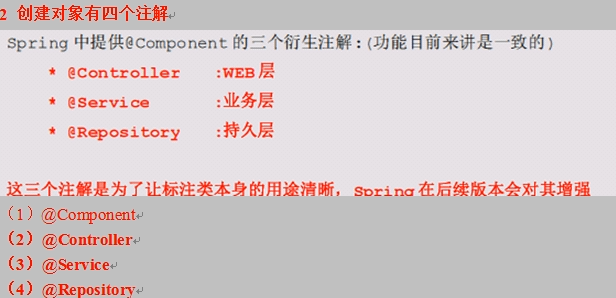 2 创建对象有四个注解
Spring 中提供@Component 的三个衍生注解:(功能目前来讲是一致的)
* @Controller :WEB 层
* @Service :业务层
* @Repository :持久层
这三个注解是为了让标注类本身的用途清晰，Spring 在后续版本会对其增强
（1）@Component
（2）@Controller
（3）@Service
（4）@Repository